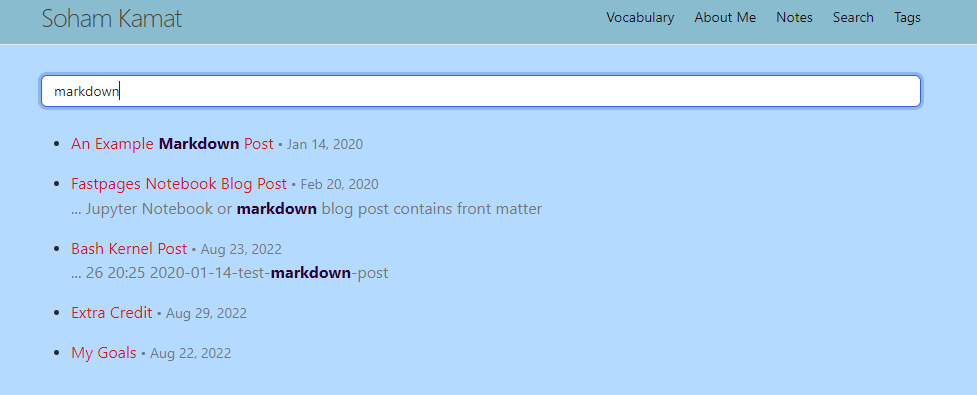 Soham Kamat
Vocabulary About Me Notes Search Tags
markdown
• An Example Markdown Post • Jan 14, 2020
• Fastpages Notebook Blog Post • Feb 20, 2020
... Jupyter Notebook or markdown blog post contains front matter
• Bash Kernel Post • Aug 23, 2022
... 26 20:25 2020-01-14-test-markdown-post
• Extra Credit • Aug 29, 2022
• My Goals • Aug 22, 2022